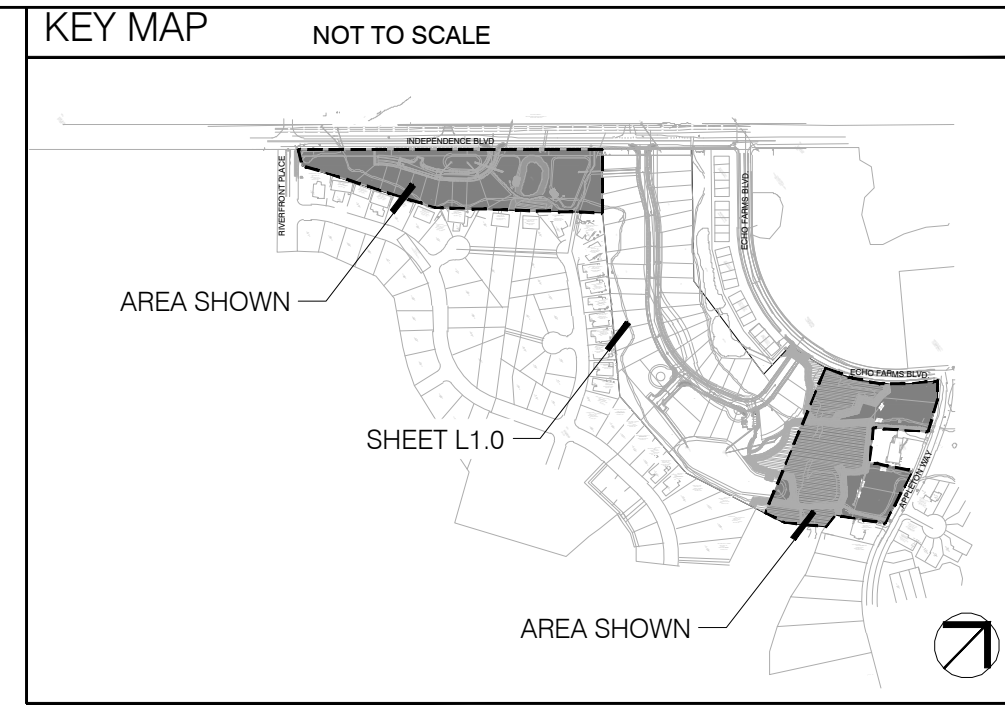 KEY MAP
NOT TO SCALE
INDEPENDENCE BLVD
RIVERFRONT PLACE
ECHO FARMS BLVD.
AREA SHOWN
ECHO FARMS BLVD
SHEET L1.0
APPLETON WAY
AREA SHOWN